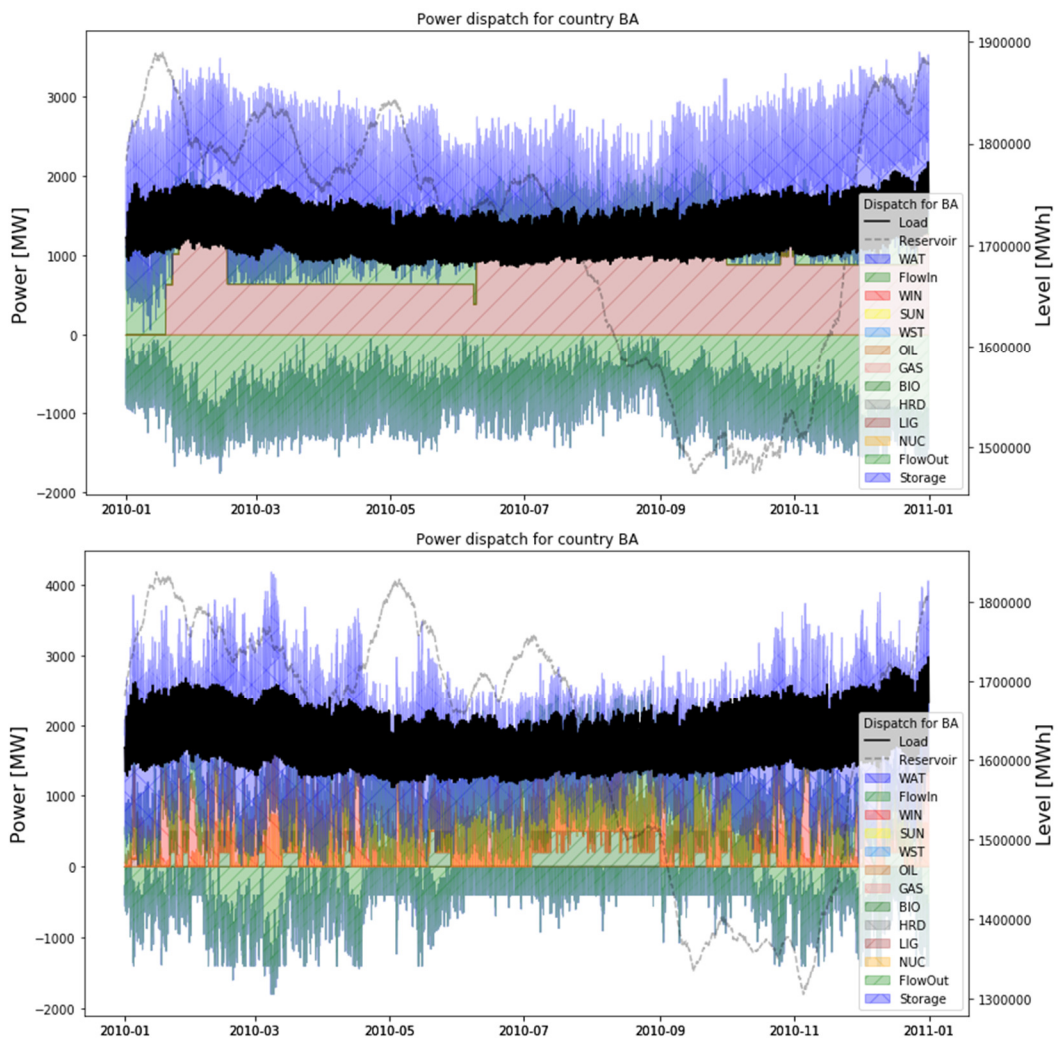 Power dispatch for country BA
Power [MW]
3000
2000
1000
0
−1000
−2000
1900000
1800000
1700000
1600000
1500000
Level [MWh]
Dispatch for BA
Load
Reservoir
WAT
FlowIn
WIN
SUN
WST
OIL
GAS
BIO
HRD
LIG
NUC
FlowOut
Storage
2010-01 2010-03 2010-05 2010-07 2010-09 2010-11 2011-01
Power dispatch for country BA
Power [MW]
4000
3000
2000
1000
0
−1000
−2000
1800000
1700000
1600000
1500000
1400000
1300000
Level [MWh]
Dispatch for BA
Load
Reservoir
WAT
FlowIn
WIN
SUN
WST
OIL
GAS
BIO
HRD
LIG
NUC
FlowOut
Storage
2010-01 2010-03 2010-05 2010-07 2010-09 2010-11 2011-01